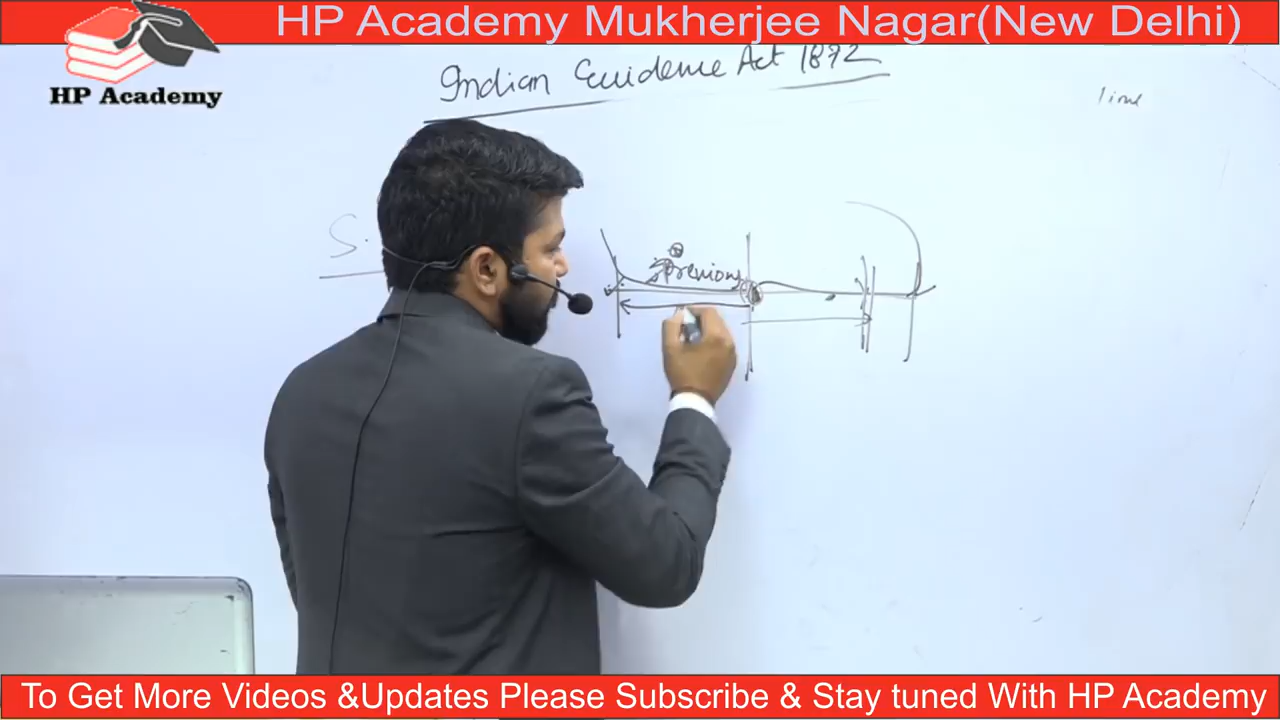 HP Academy Mukherjee Nagar(New Delhi)
HP Academy
Indian Evidence Act 1872
S.
Previous
To Get More Videos &Updates Please Subscribe & Stay tuned With HP Academy